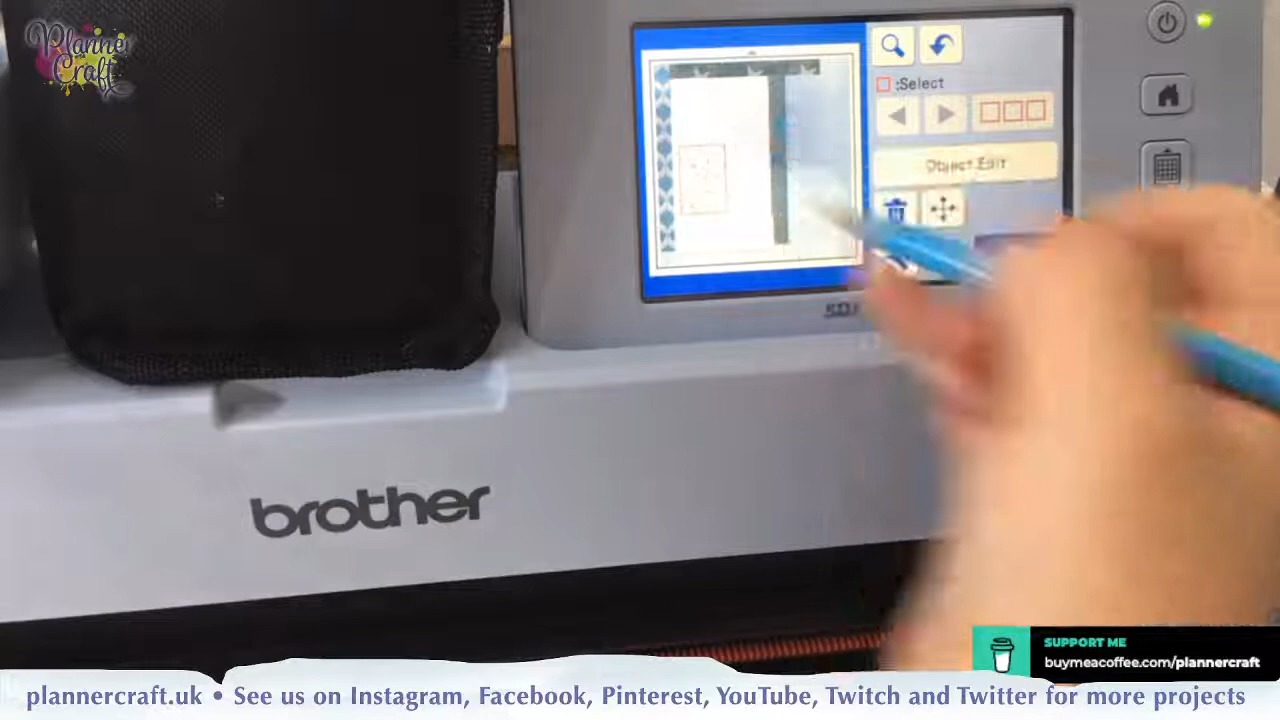 Planner
Craft
:Select
Object Edit
brother
SUPPORT ME
buymeacoffee.com/plannercraft
plannercraft.uk • See us on Instagram, Facebook, Pinterest, YouTube, Twitch and Twitter for more projects